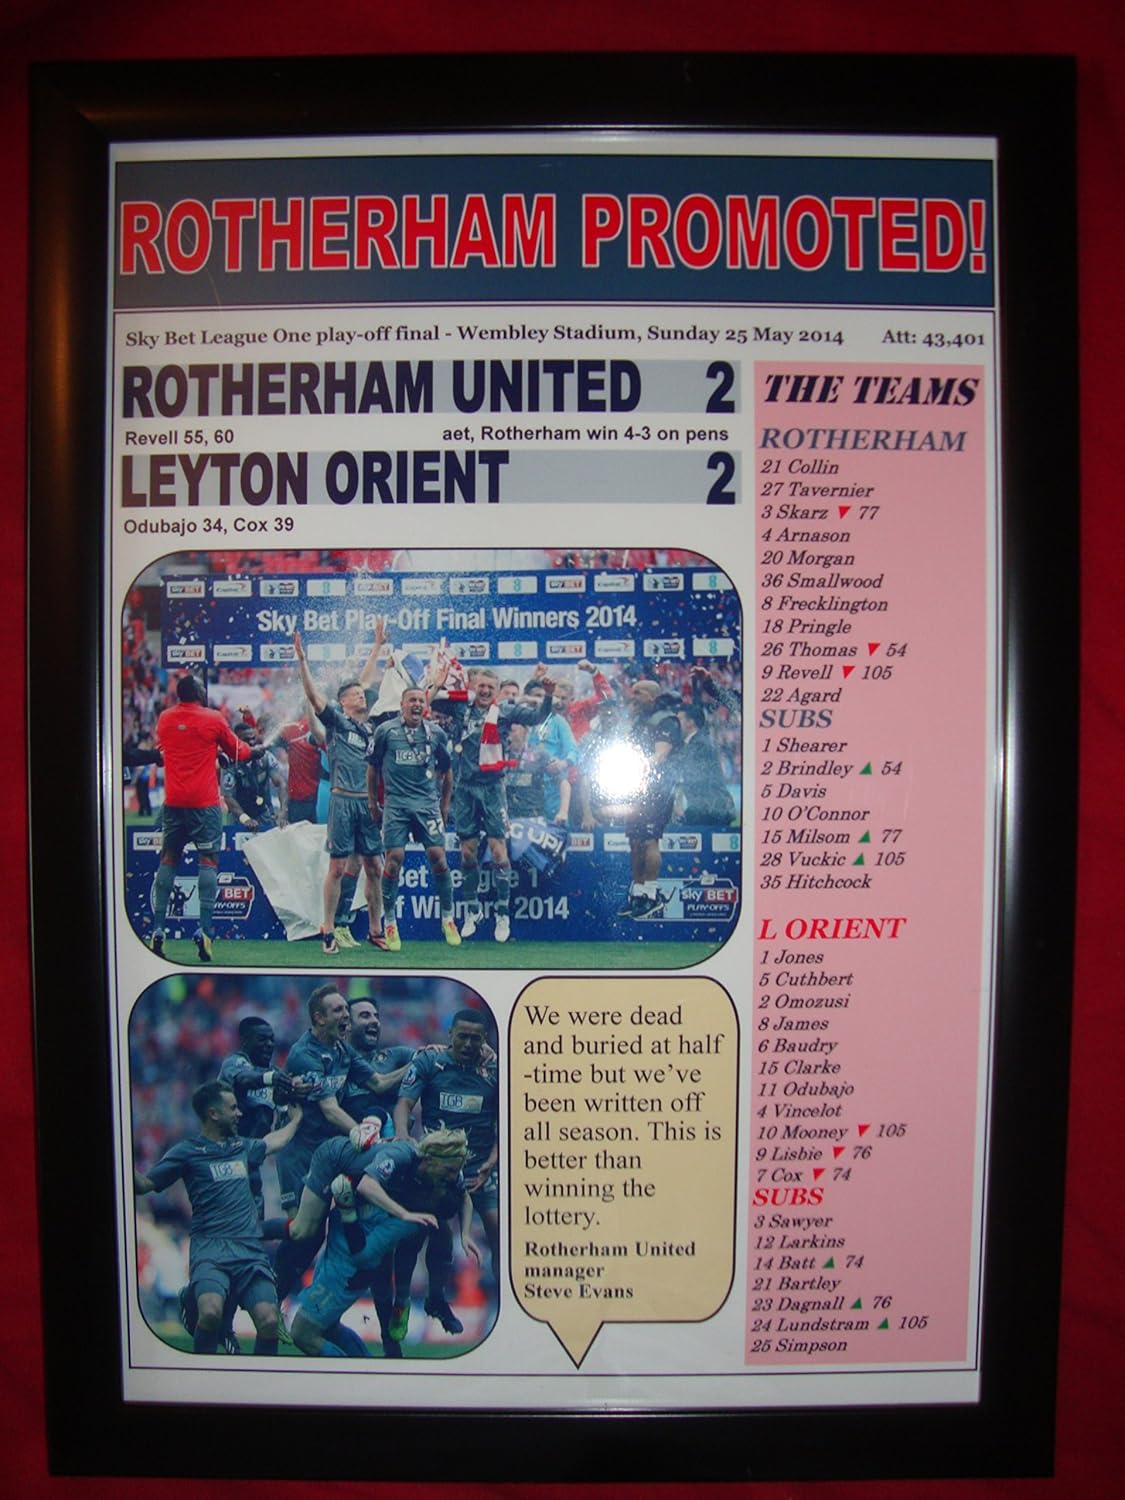 ROTHERHAM PROMOTED!
Sky Bet League One play-off final - Wembley Stadium, Sunday 25 May 2014 Att: 43,401
ROTHERHAM UNITED 2
Revell 55, 60 aet, Rotherham win 4-3 on pens
LEYTON ORIENT 2
Odubajo 34, Cox 39
Sky Bet Play-Off Final Winners 2014
G UP!
2014
sky BET
PLAY-OFFS
TGB
TGB
We were dead
and buried at half
-time but we've
been written off
all season. This is
better than
winning the
lottery.
Rotherham United
manager
Steve Evans
THE TEAMS
ROTHERHAM
21 Collin
27 Tavernier
3 Skarz ▼ 77
4 Arnason
20 Morgan
36 Smallwood
8 Frecklington
18 Pringle
26 Thomas ▼ 54
9 Revell ▼ 105
22 Agard
SUBS
1 Shearer
2 Brindley ▲ 54
5 Davis
10 O'Connor
15 Milsom ▲ 77
28 Vuckic ▲ 105
35 Hitchcock
L ORIENT
1 Jones
5 Cuthbert
2 Omozusi
8 James
6 Baudry
15 Clarke
11 Odubajo
4 Vincelot
10 Mooney ▼ 105
9 Lisbie ▼ 76
7 Cox ▼ 74
SUBS
3 Sawyer
12 Larkins
14 Batt ▲ 74
21 Bartley
23 Dagnall ▲ 76
24 Lundstram ▲ 105
25 Simpson